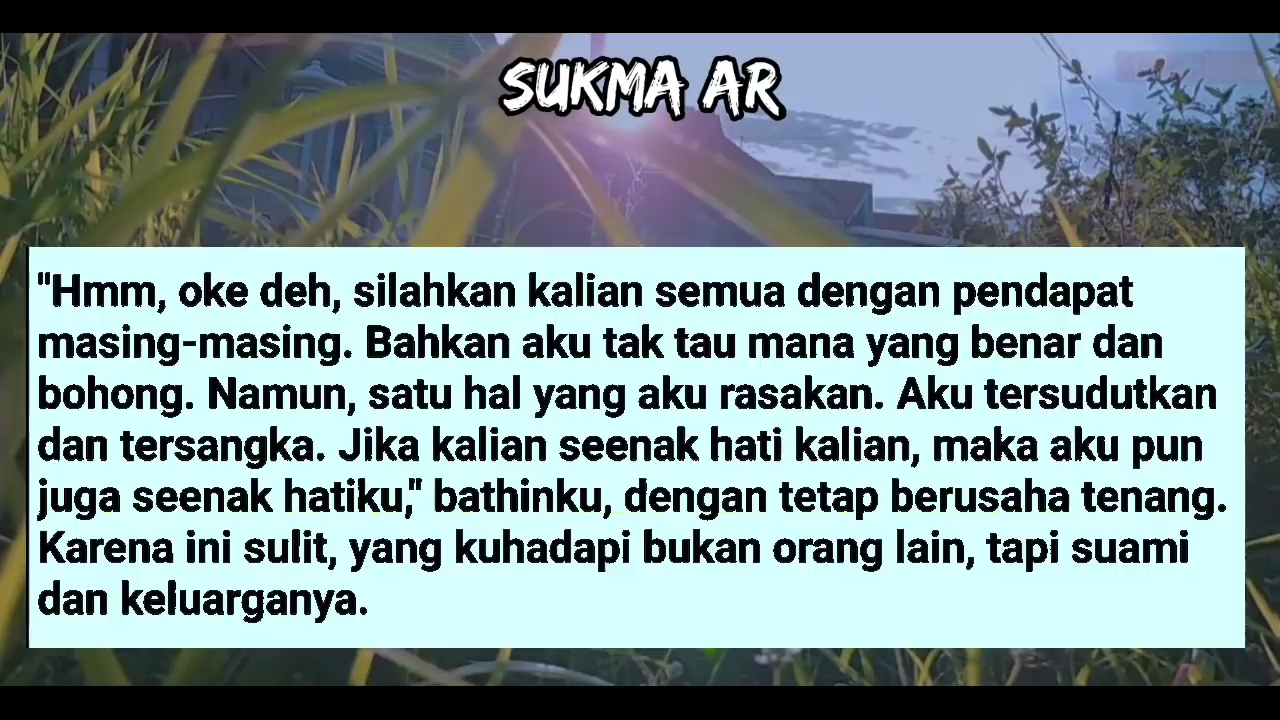 SUKMA AR
"Hmm, oke deh, silahkan kalian semua dengan pendapat
masing-masing. Bahkan aku tak tau mana yang benar dan
bohong. Namun, satu hal yang aku rasakan. Aku tersudutkan
dan tersangka. Jika kalian seenak hati kalian, maka aku pun
juga seenak hatiku," bathinku, dengan tetap berusaha tenang.
Karena ini sulit, yang kuhadapi bukan orang lain, tapi suami
dan keluarganya.